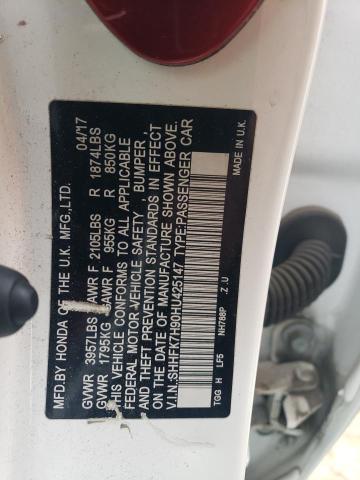 MFD.BY HONDA OF THE U.K. MFG.,LTD. 04/17
GVWR 3957LBS GAWR F 2105LBS R 1874LBS
GVWR 1795KG GAWR F 955KG R 850KG
THIS VEHICLE CONFORMS TO ALL APPLICABLE
FEDERAL MOTOR VEHICLE SAFETY , BUMPER
AND THEFT PREVENTION STANDARDS IN EFFECT
ON THE DATE OF MANUFACTURE SHOWN ABOVE.
V.I.N.:SHHFK7H90HU425147 TYPE:PASSENGER CAR
TGG H LF5 NH788P .Z .U MADE IN U.K.